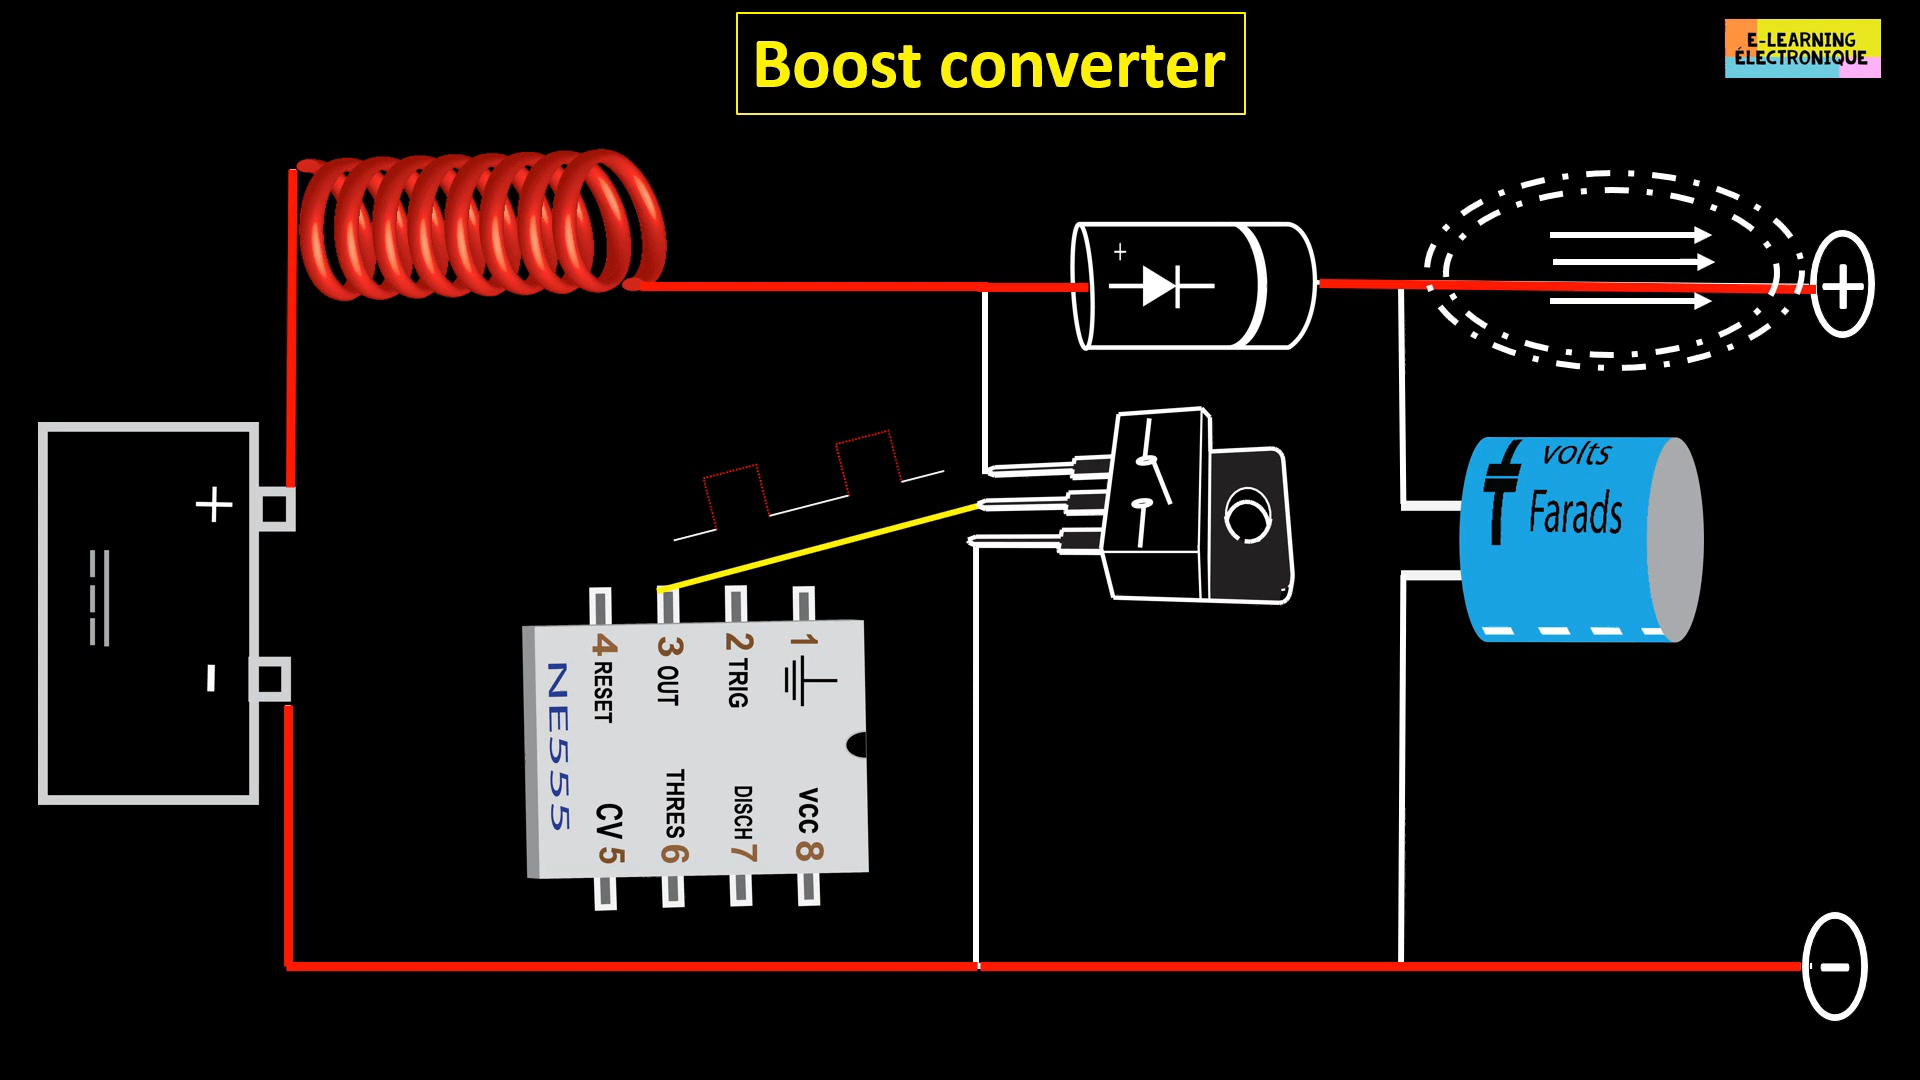 Boost converter
E-LEARNING
ÉLECTRONIQUE
+
+
+
volts
Farads
4 3 2 1
RESET OUT TRIG
NE555
CV THRES DISCH VCC
5 6 7 8
-
-